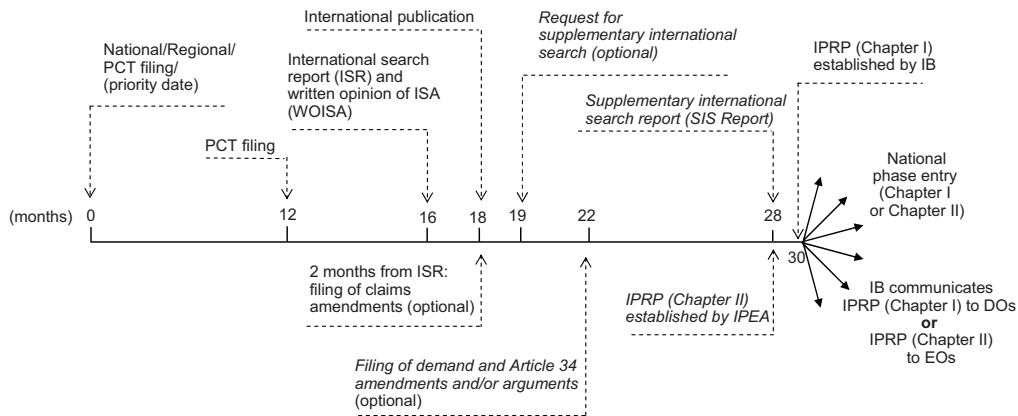 International publication
Request for
supplementary international
search (optional)
National/Regional/
PCT filing/
(priority date)
International search
report (ISR) and
written opinion of ISA
(WOISA)
IPRP (Chapter I)
established by IB
Supplementary international
search report (SIS Report)
PCT filing
National
phase entry
(Chapter I
or Chapter II)
(months) 0 12 16 18 19 22 28
30
2 months from ISR:
filing of claims
amendments (optional)
IPRP (Chapter II)
established by IPEA
IB communicates
IPRP (Chapter I) to DOs
or
IPRP (Chapter II)
to EOs
Filing of demand and Article 34
amendments and/or arguments
(optional)